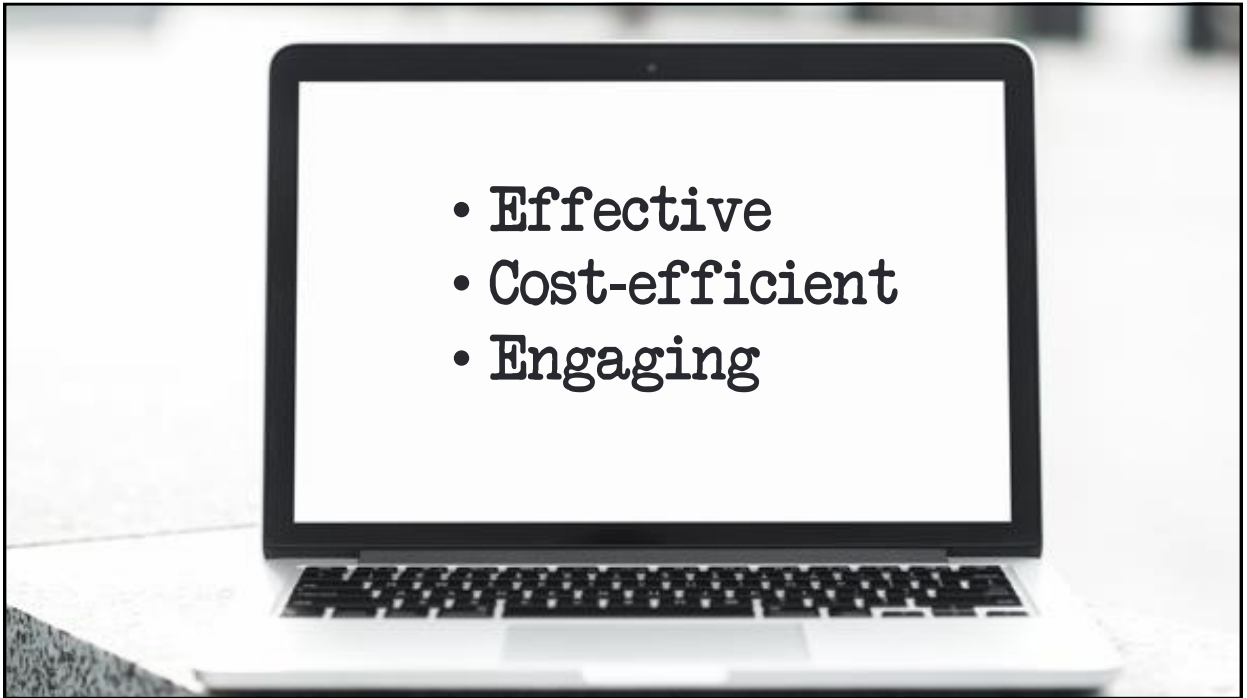 • Effective
• Cost-efficient
• Engaging